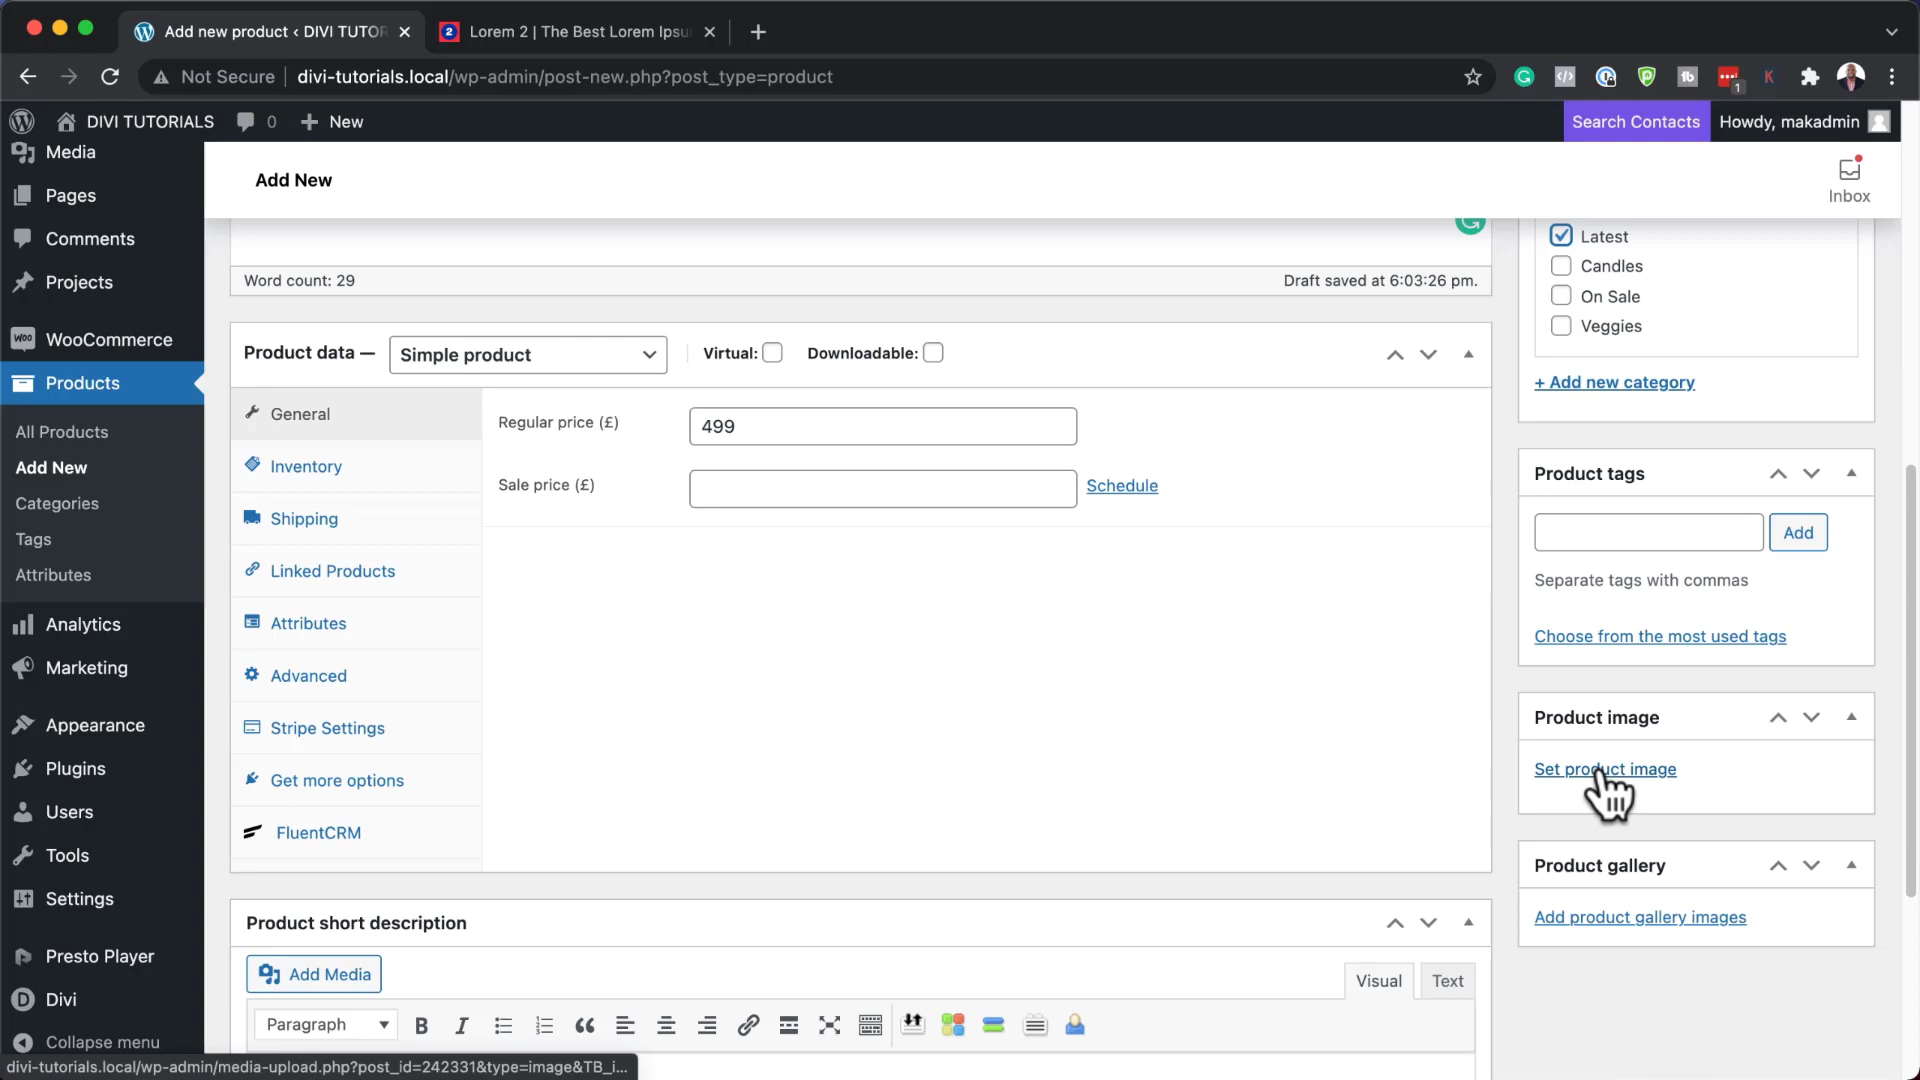 Add new product ‹ DIVI TUTOR
Lorem 2 | The Best Lorem Ipsu
Not Secure
divi-tutorials.local/wp-admin/post-new.php?post_type=product
DIVI TUTORIALS
0
New
Search Contacts
Howdy, makadmin
Media
Pages
Comments
Projects
WooCommerce
Products
All Products
Add New
Categories
Tags
Attributes
Analytics
Marketing
Appearance
Plugins
Users
Tools
Settings
Presto Player
Divi
Collapse menu
Add New
Inbox
Word count: 29
Draft saved at 6:03:26 pm.
Product data —
Simple product
Virtual:
Downloadable:
General
Inventory
Shipping
Linked Products
Attributes
Advanced
Stripe Settings
Get more options
FluentCRM
Regular price (£)
499
Sale price (£)
Schedule
Product short description
Add Media
Visual
Text
Paragraph
Latest
Candles
On Sale
Veggies
+ Add new category
Product tags
Add
Separate tags with commas
Choose from the most used tags
Product image
Set product image
Product gallery
Add product gallery images
divi-tutorials.local/wp-admin/media-upload.php?post_id=242331&type=image&TB_i...